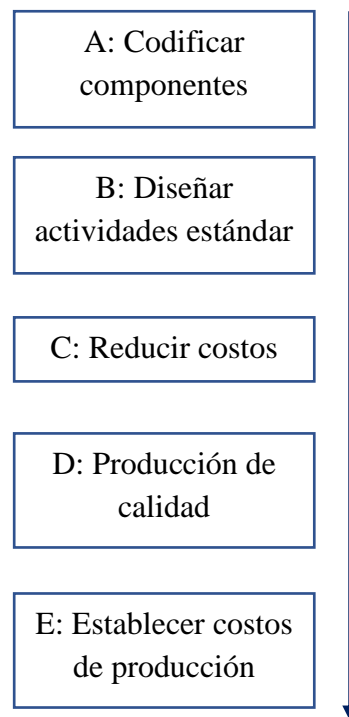 A: Codificar
componentes
B: Diseñar
actividades estándar
C: Reducir costos
D: Producción de
calidad
E: Establecer costos
de producción